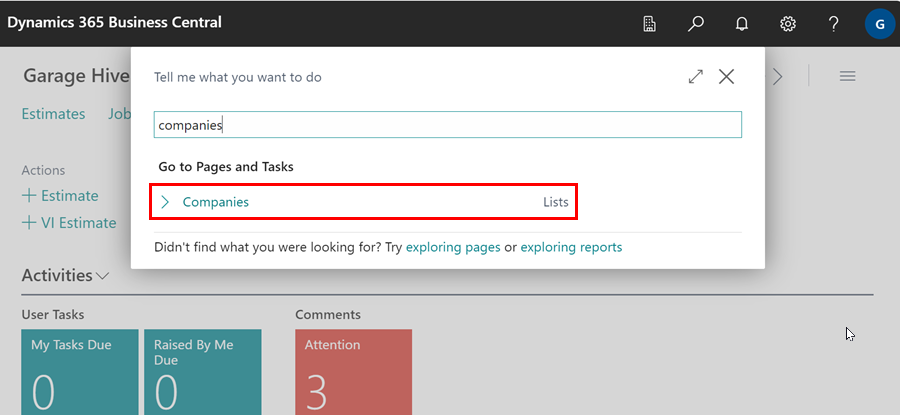 Dynamics 365 Business Central
?
G
Garage Hive
Tell me what you want to do
Estimates
companies
Go to Pages and Tasks
Actions
Companies
Lists
+ Estimate
+ VI Estimate
Didn't find what you were looking for? Try exploring pages or exploring reports
Activities
User Tasks
Comments
My Tasks Due
Raised By Me
Due
Attention
0
0
3